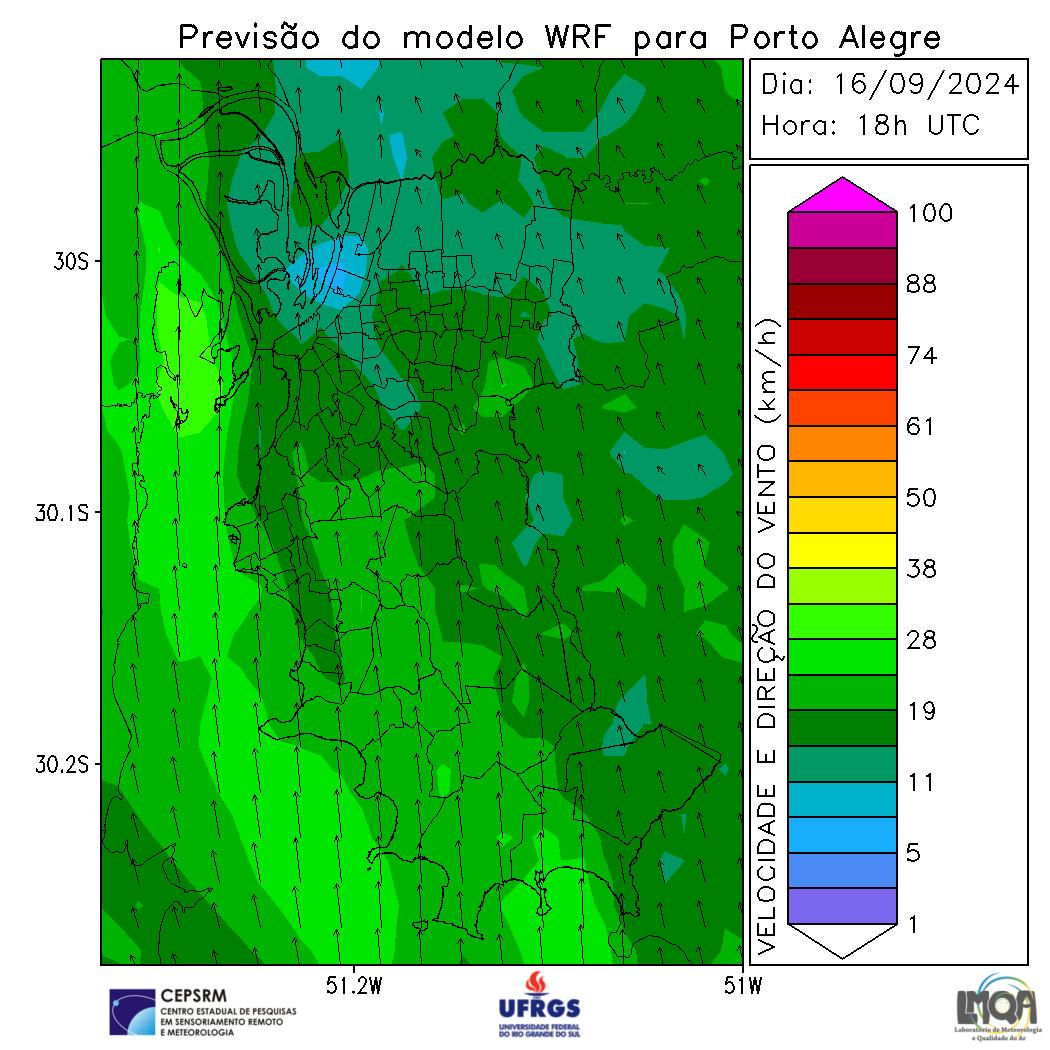 Previsão do modelo WRF para Porto Alegre
Dia: 16/09/2024
Hora: 18h UTC
30S
30.1S
30.2S
51.2W
51W
VELOCIDADE E DIREÇÃO DO VENTO (km/h)
100
88
74
61
50
38
28
19
11
5
1
CEPSRM
CENTRO ESTADUAL DE PESQUISAS
EM SENSORIAMENTO REMOTO
E METEOROLOGIA
UFRGS
UNIVERSIDADE FEDERAL
DO RIO GRANDE DO SUL
LMQA
Laboratório de Meteorologia
e Qualidade do Ar